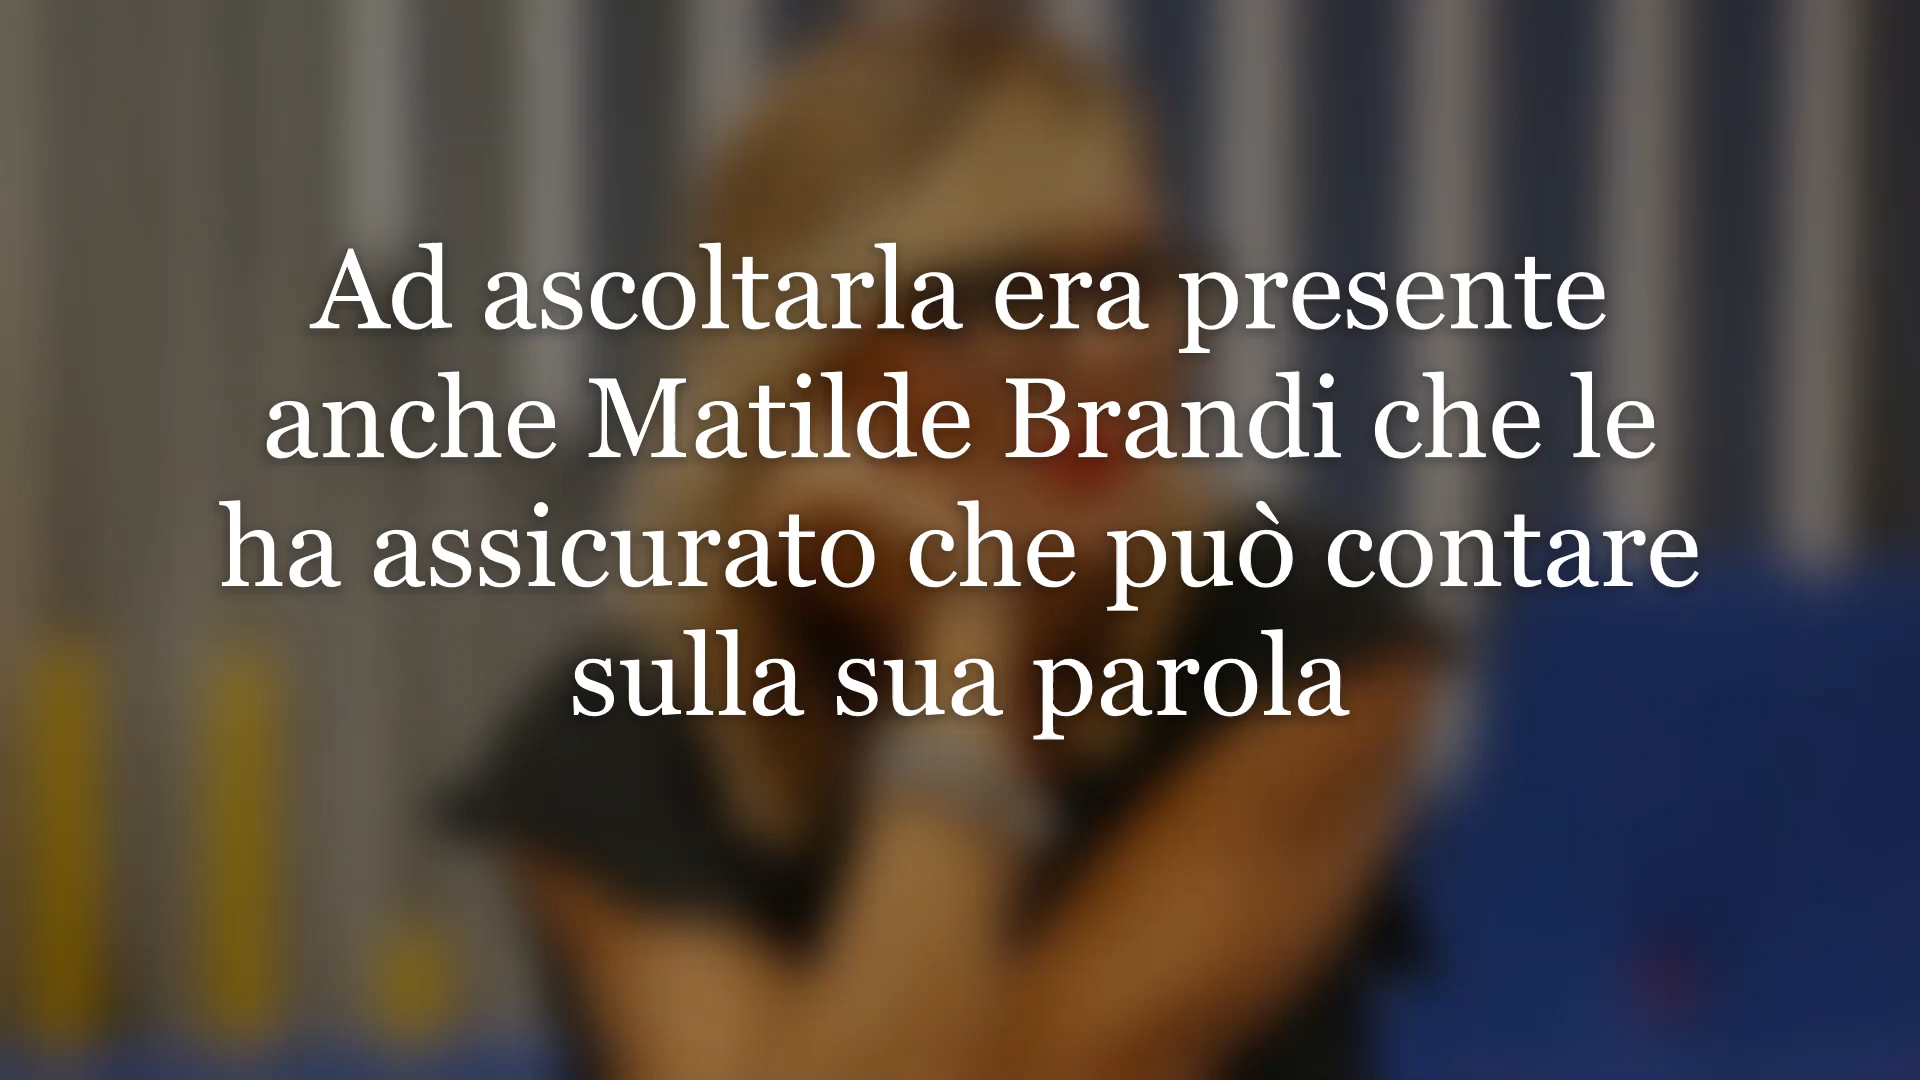 Ad ascoltarla era presente
anche Matilde Brandi che le
ha assicurato che può contare
sulla sua parola